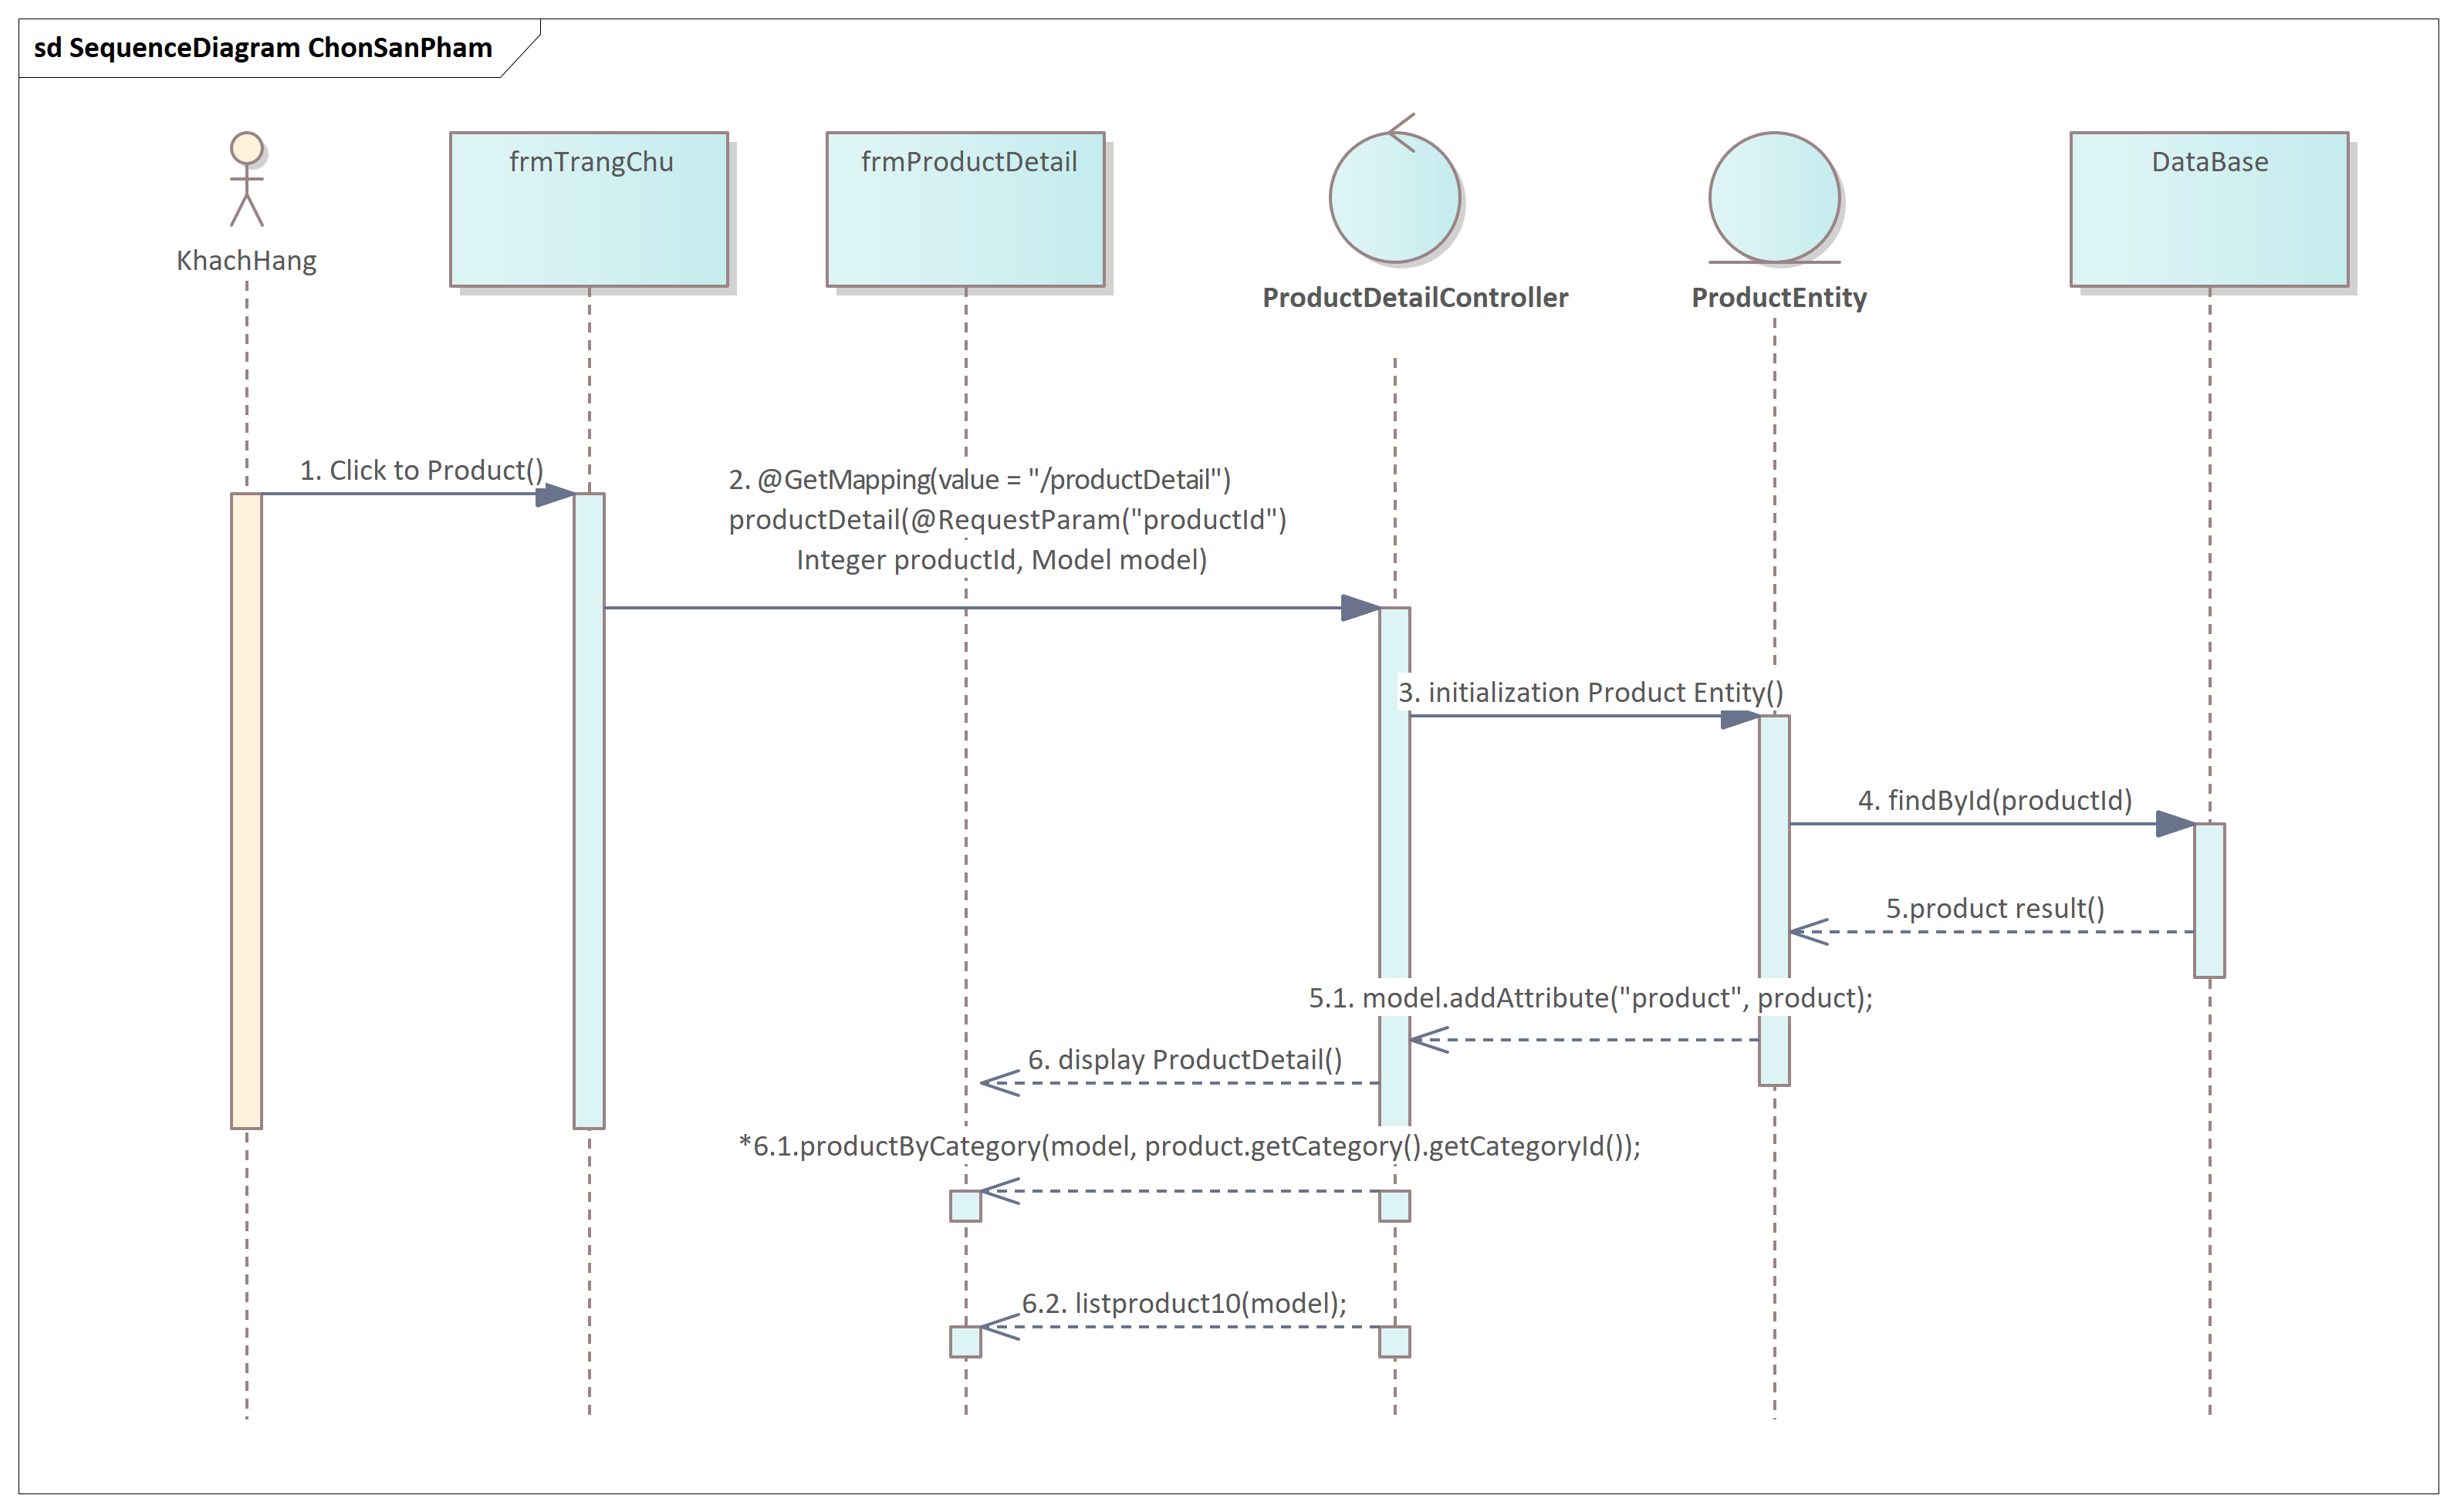 sd SequenceDiagram ChonSanPham
KhachHang
frmTrangChu
frmProductDetail
ProductDetailController
ProductEntity
DataBase
1. Click to Product()
2. @GetMapping(value = "/productDetail")
productDetail(@RequestParam("productId")
Integer productId, Model model)
3. initialization Product Entity()
4. findById(productId)
5.product result()
5.1. model.addAttribute("product", product);
6. display ProductDetail()
*6.1.productByCategory(model, product.getCategory().getCategoryId());
6.2. listproduct10(model);